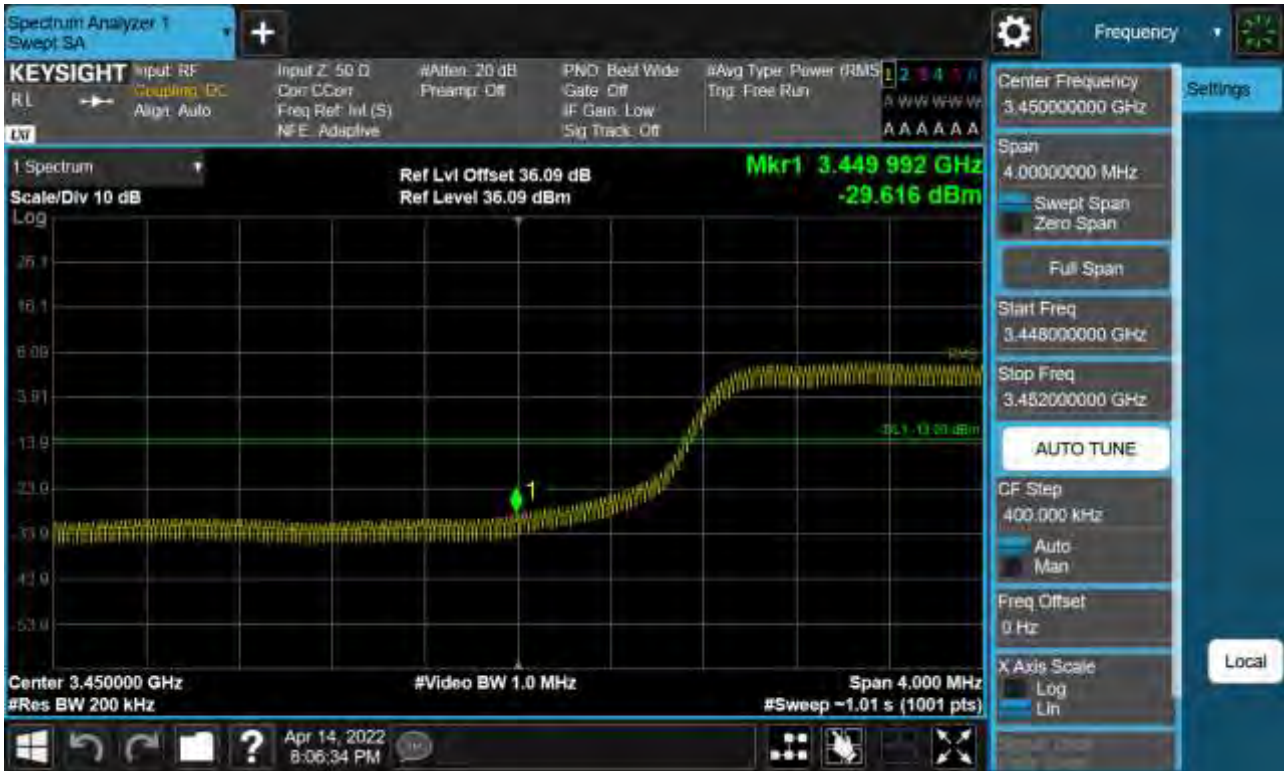 Spectrum Analyzer 1
Swept SA
Frequency
KEYSIGHT
RL
Input: RF
Coupling: DC
Align: Auto
Input Z: 50 Ω
Corr CCorr
Freq Ref: Int (S)
NFE: Adaptive
#Atten: 20 dB
Preamp: Off
PNO: Best Wide
Gate: Off
IF Gain: Low
Sig Track: Off
#Avg Type: Power (RMS
Trig: Free Run
1 2 3 4 5 6
A W W W W W
A A A A A A
1 Spectrum
Scale/Div 10 dB
Log
Ref Lvl Offset 36.09 dB
Ref Level 36.09 dBm
Mkr1 3.449 992 GHz
-29.616 dBm
26.1
16.1
6.09
-3.91
-13.9
-23.9
-33.9
-43.9
-53.9
RMS
DL1 -13.00 dBm
1
Center 3.450000 GHz
#Res BW 200 kHz
#Video BW 1.0 MHz
Span 4.000 MHz
#Sweep ~1.01 s (1001 pts)
Apr 14, 2022
8:06:34 PM
Center Frequency
3.450000000 GHz
Span
4.00000000 MHz
Swept Span
Zero Span
Full Span
Start Freq
3.448000000 GHz
Stop Freq
3.452000000 GHz
AUTO TUNE
CF Step
400.000 kHz
Auto
Man
Freq Offset
0 Hz
X Axis Scale
Log
Lin
Settings
Local